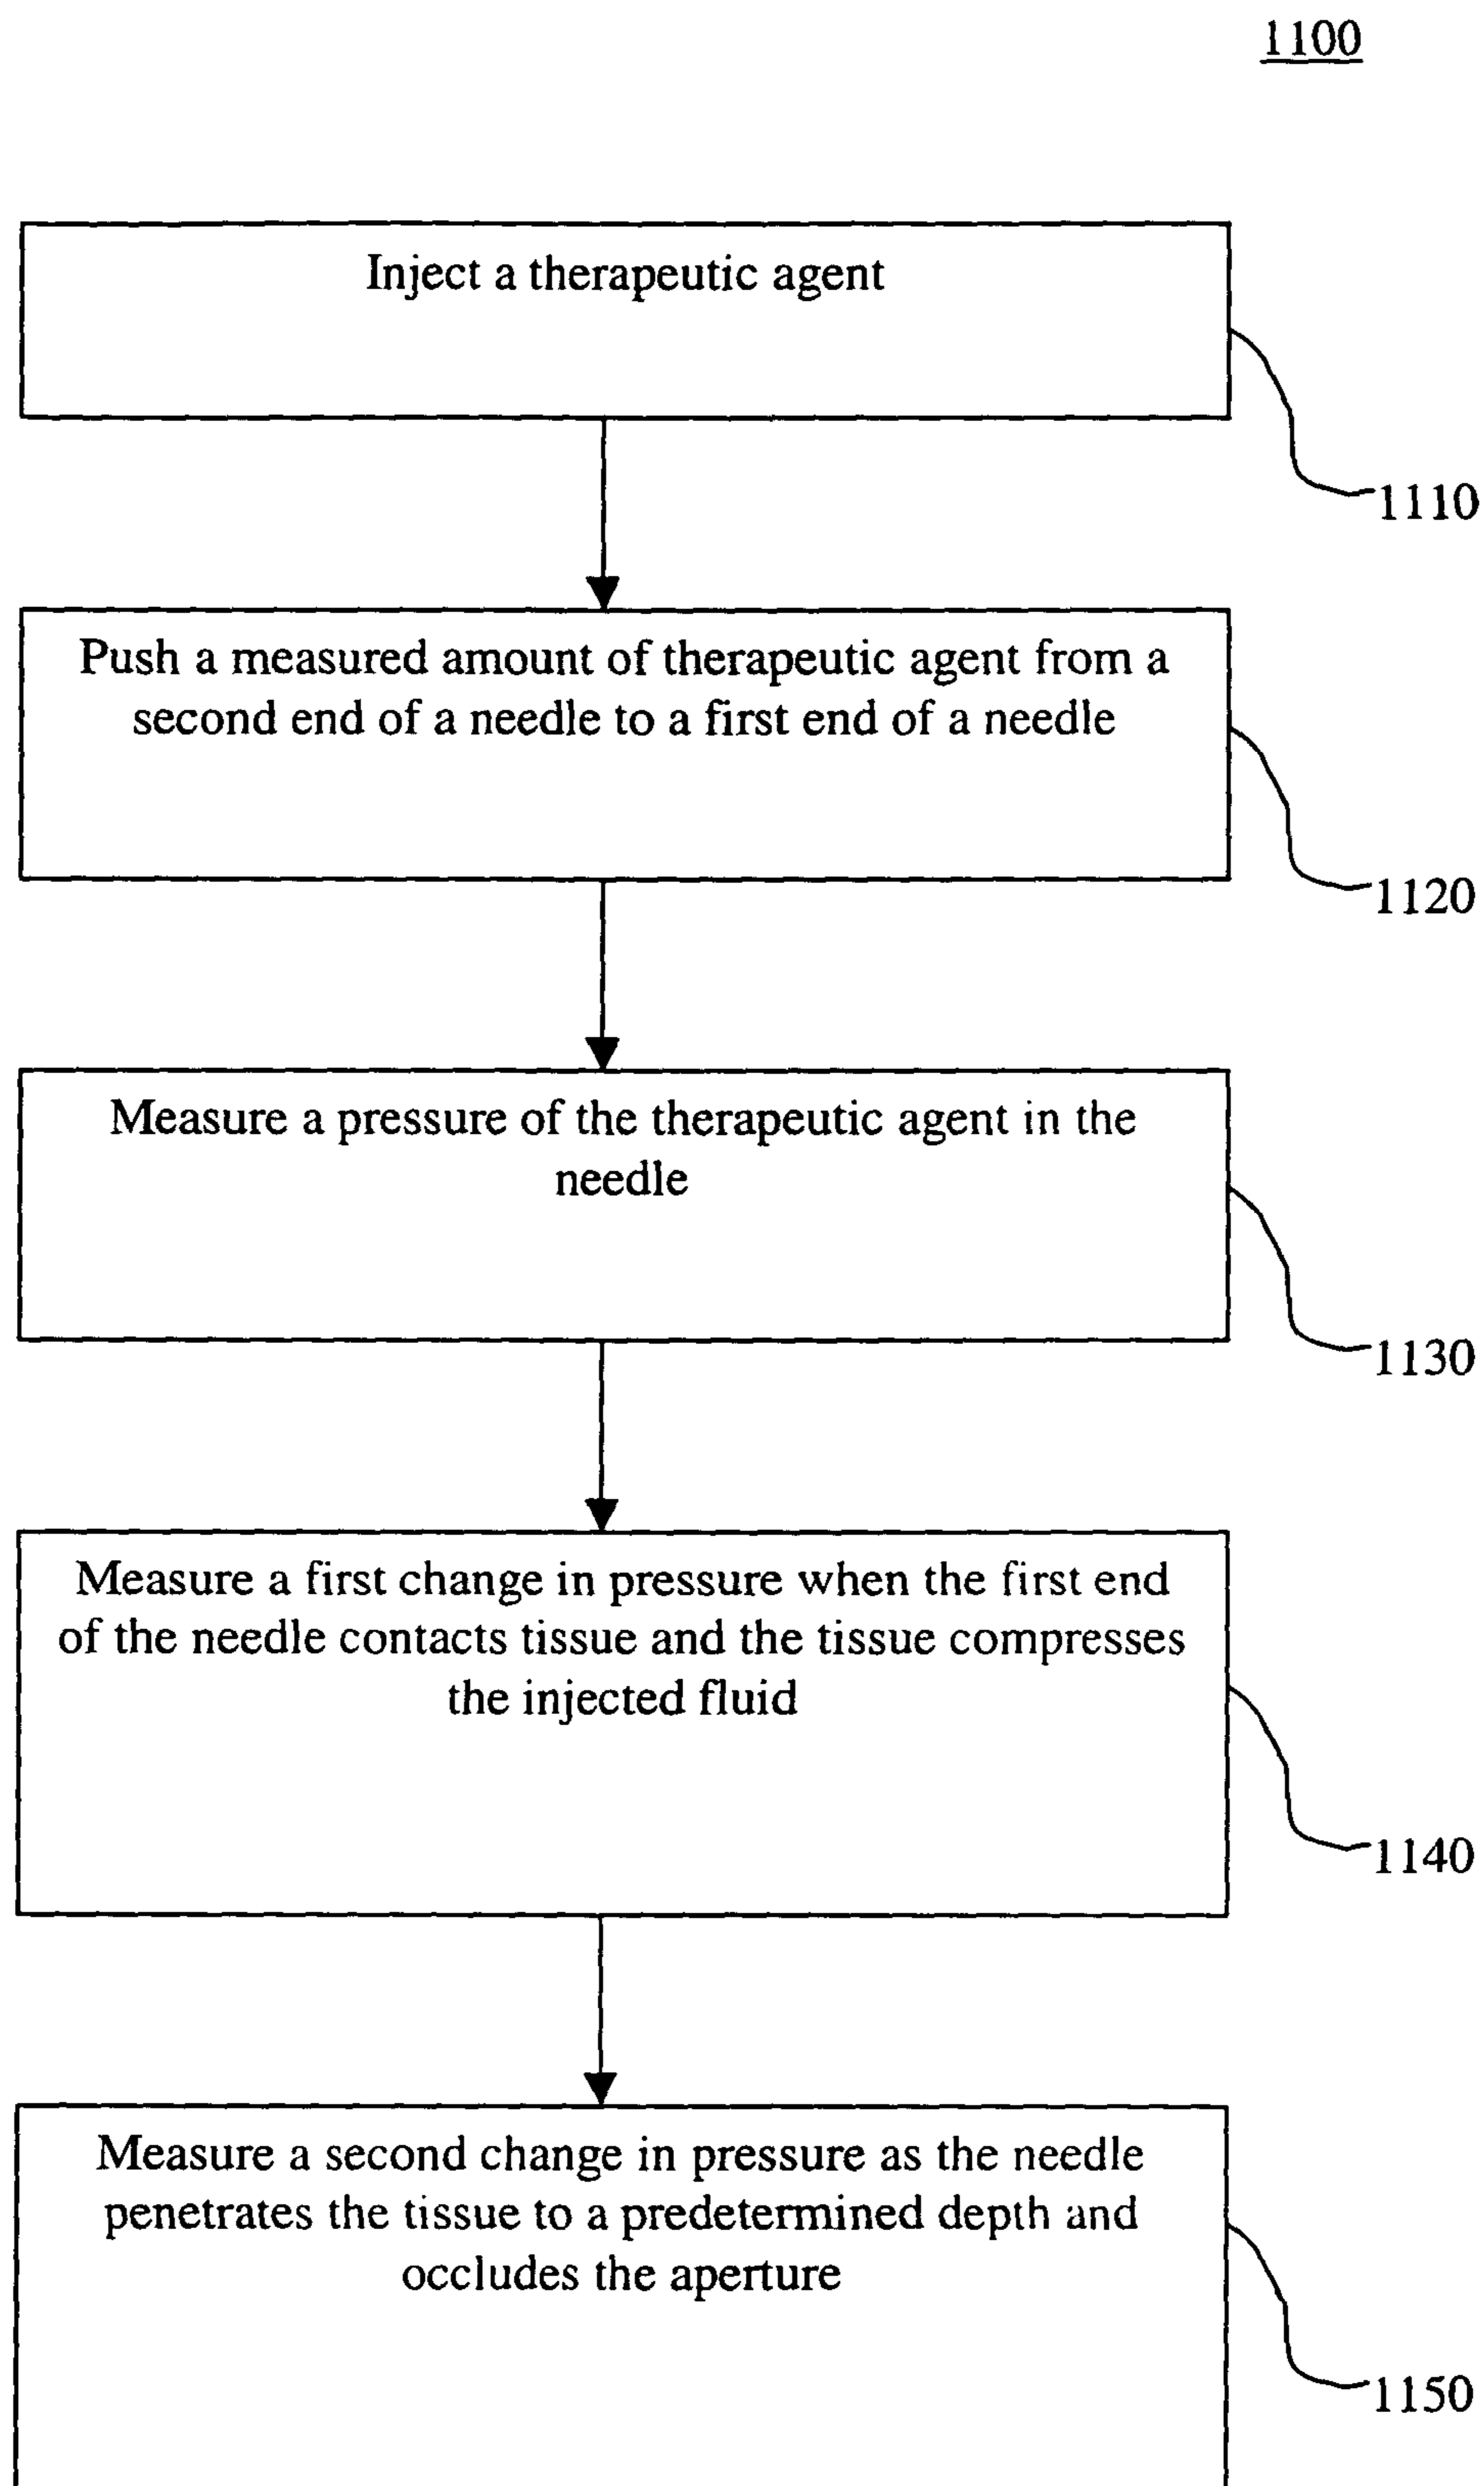 1100
Inject a therapeutic agent
1110
Push a measured amount of therapeutic agent from a
second end of a needle to a first end of a needle
1120
Measure a pressure of the therapeutic agent in the
needle
1130
Measure a first change in pressure when the first end
of the needle contacts tissue and the tissue compresses
the injected fluid
1140
Measure a second change in pressure as the needle
penetrates the tissue to a predetermined depth and
occludes the aperture
1150